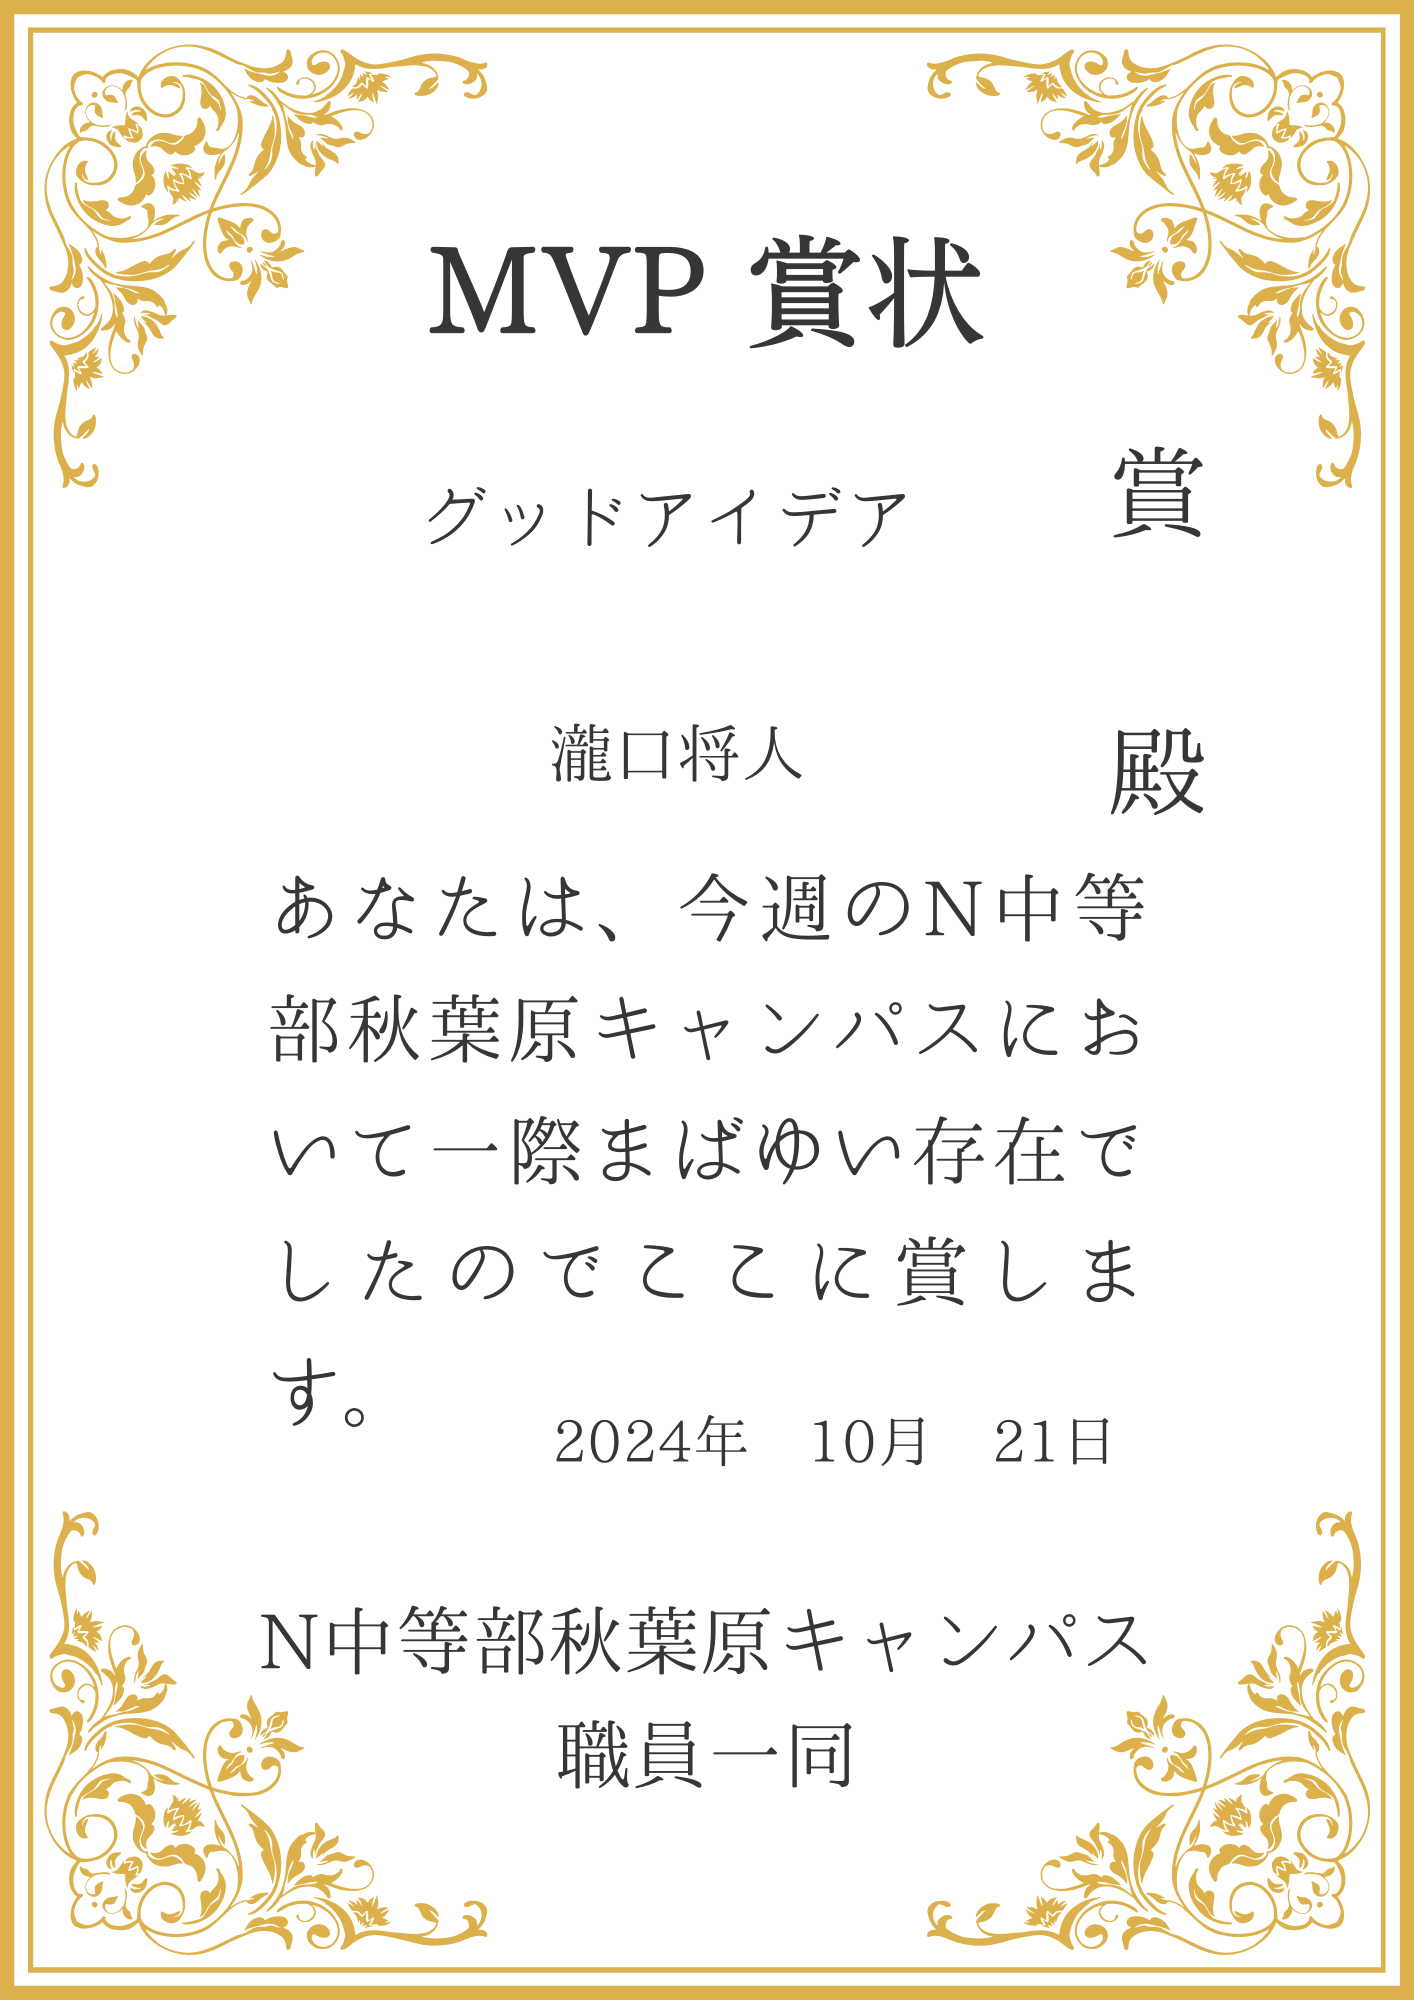 MVP 賞状
グッドアイデア 賞
瀧口将人 殿
あなたは、今週のN中等
部秋葉原キャンパスにお
いて一際まばゆい存在で
したのでここに賞しま
す。
2024年　10月　21日
N中等部秋葉原キャンパス
職員一同